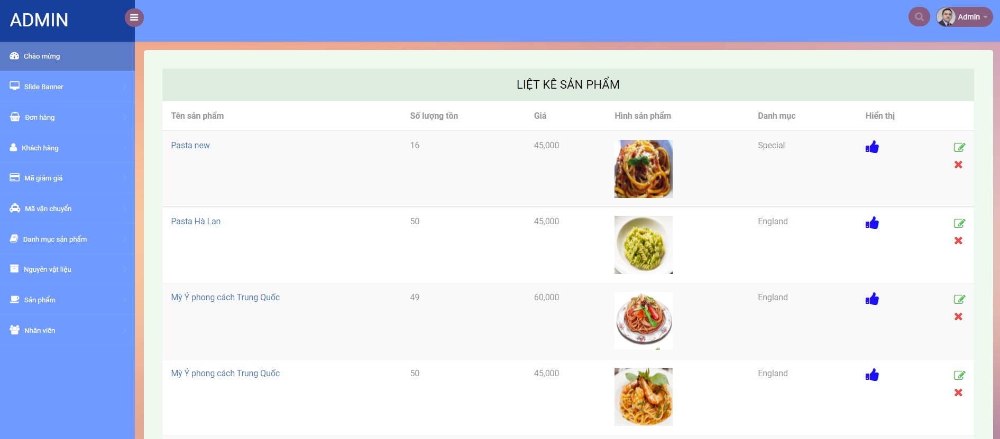 ADMIN
Admin
Chào mừng
Slide Banner
Đơn hàng
Khách hàng
Mã giảm giá
Mã vận chuyển
Danh mục sản phẩm
Nguyên vật liệu
Sản phẩm
Nhân viên
LIỆT KÊ SẢN PHẨM
Tên sản phẩm Số lượng tồn Giá Hình sản phẩm Danh mục Hiển thị
Pasta new 16 45,000 Special
Pasta Hà Lan 50 45,000 England
Mỳ Ý phong cách Trung Quốc 49 60,000 England
Mỳ Ý phong cách Trung Quốc 50 45,000 England